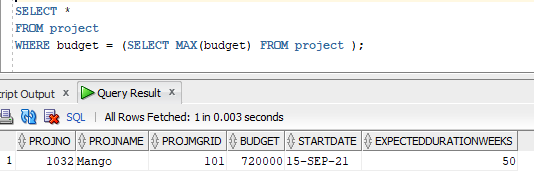 SELECT *
FROM project
WHERE budget = (SELECT MAX(budget) FROM project );
cript Output x Query Result x
SQL | All Rows Fetched: 1 in 0.003 seconds
PROJNO PROJNAME PROJMGRID BUDGET STARTDATE EXPECTEDDURATIONWEEKS
1 1032 Mango 101 720000 15-SEP-21 50